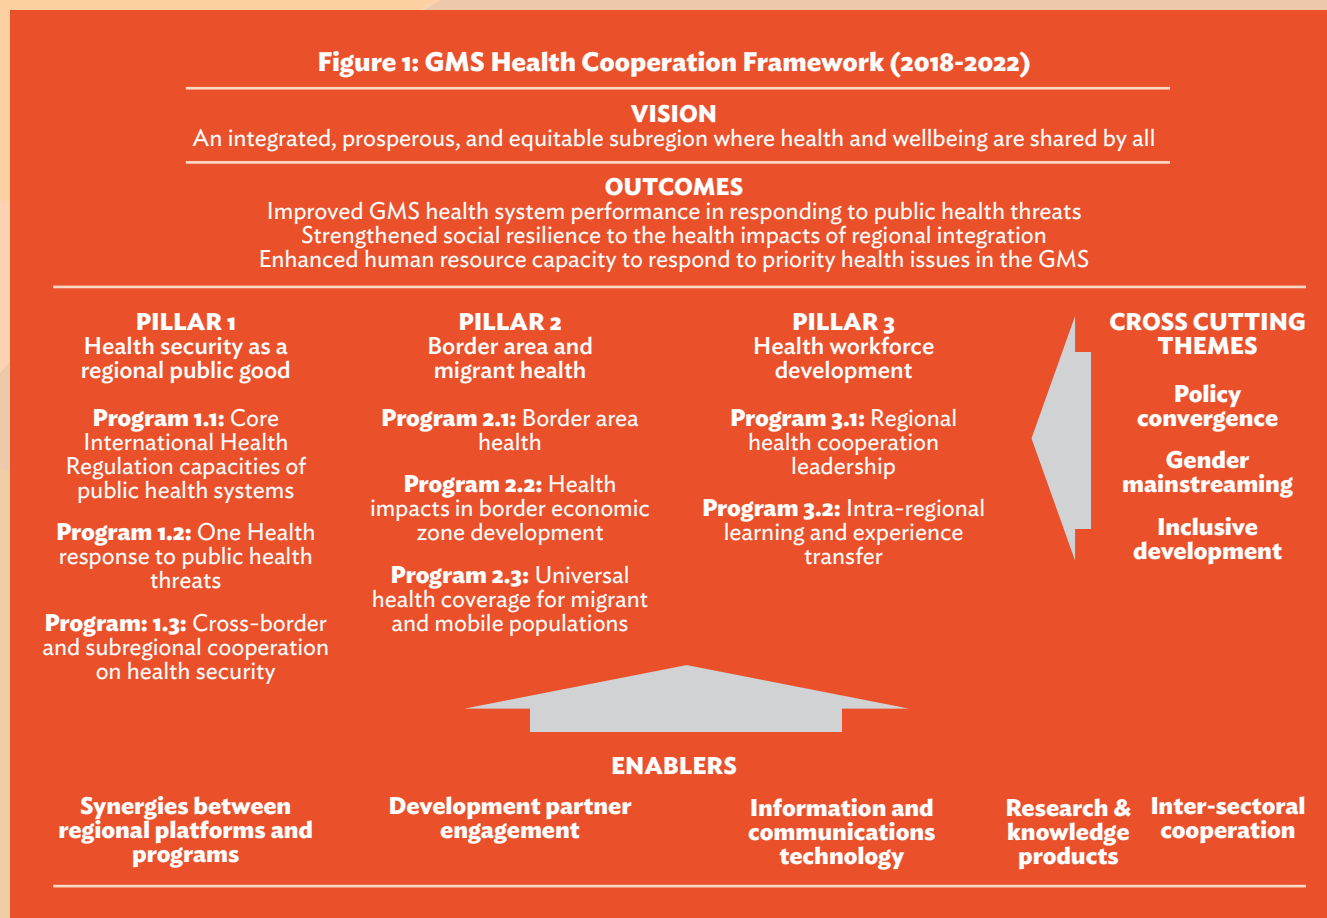 Figure 1: GMS Health Cooperation Framework (2018-2022)
VISION
An integrated, prosperous, and equitable subregion where health and wellbeing are shared by all
OUTCOMES
Improved GMS health system performance in responding to public health threats
Strengthened social resilience to the health impacts of regional integration
Enhanced human resource capacity to respond to priority health issues in the GMS
PILLAR 1
Health security as a
regional public good
Program 1.1: Core
International Health
Regulation capacities of
public health systems
Program 1.2: One Health
response to public health
threats
Program: 1.3: Cross-border
and subregional cooperation
on health security
PILLAR 2
Border area and
migrant health
Program 2.1: Border area
health
Program 2.2: Health
impacts in border economic
zone development
Program 2.3: Universal
health coverage for migrant
and mobile populations
PILLAR 3
Health workforce
development
Program 3.1: Regional
health cooperation
leadership
Program 3.2: Intra-regional
learning and experience
transfer
CROSS CUTTING
THEMES
Policy
convergence
Gender
mainstreaming
Inclusive
development
ENABLERS
Synergies between
regional platforms and
programs
Development partner
engagement
Information and
communications
technology
Research &
knowledge
products
Inter-sectoral
cooperation